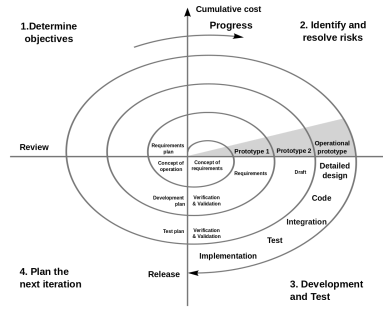 Cumulative cost
1.Determine
objectives
Progress
2. Identify and
resolve risks
Review
Requirements
plan
Concept of
operation
Concept of
requirements
Prototype 1
Prototype 2
Operational
prototype
Requirements
Draft
Detailed
design
Development
plan
Verification
& Validation
Code
Test plan
Verification
& Validation
Integration
Test
Implementation
Release
4. Plan the
next iteration
3. Development
and Test